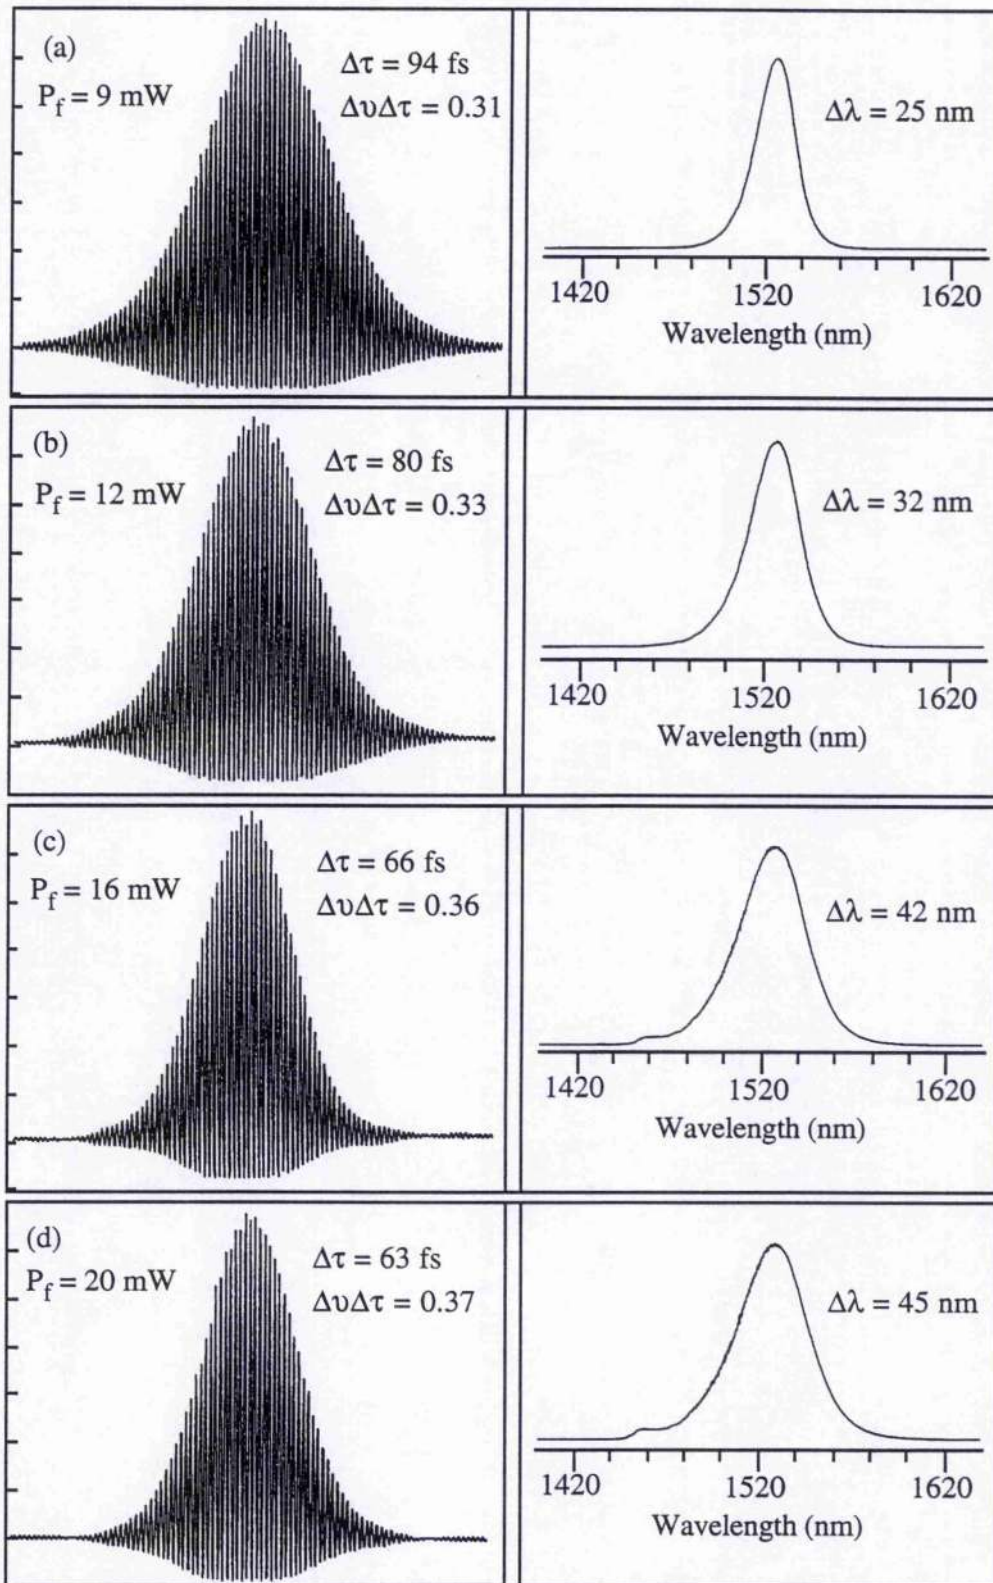 (a)
P_f = 9 mW
Δτ = 94 fs
ΔυΔτ = 0.31
Δλ = 25 nm
1420 1520 1620
Wavelength (nm)
(b)
P_f = 12 mW
Δτ = 80 fs
ΔυΔτ = 0.33
Δλ = 32 nm
1420 1520 1620
Wavelength (nm)
(c)
P_f = 16 mW
Δτ = 66 fs
ΔυΔτ = 0.36
Δλ = 42 nm
1420 1520 1620
Wavelength (nm)
(d)
P_f = 20 mW
Δτ = 63 fs
ΔυΔτ = 0.37
Δλ = 45 nm
1420 1520 1620
Wavelength (nm)